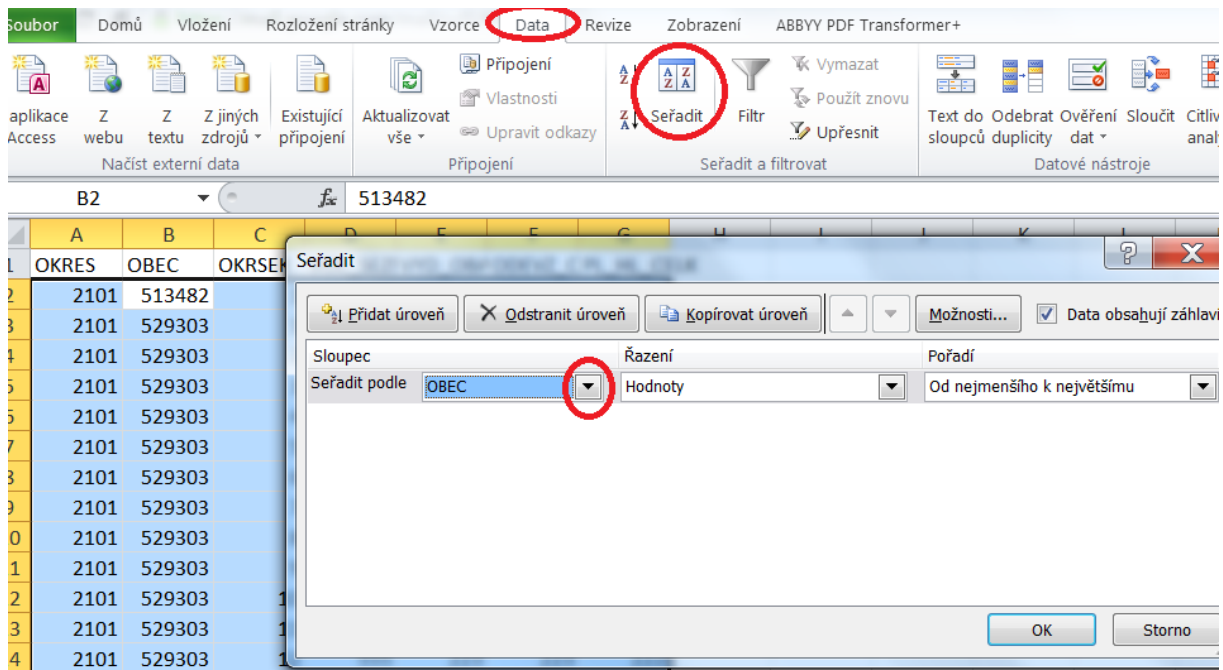 Soubor Domů Vložení Rozložení stránky Vzorce Data Revize Zobrazení ABBYY PDF Transformer+
Připojení Vymazat
Vlastnosti Použít znovu
aplikace Access
Z webu
Z textu
Z jiných zdrojů
Existující připojení
Aktualizovat vše
Upravit odkazy
Seřadit
Filtr
Upřesnit
Text do sloupců
Odebrat duplicity
Ověření dat
Sloučit
Načíst externí data Připojení Seřadit a filtrovat Datové nástroje
B2 fx 513482
A B C
OKRES OBEC OKRSEK
Seřadit
Přidat úroveň Odstranit úroveň Kopírovat úroveň Možnosti... Data obsahují záhlaví
Sloupec Řazení Pořadí
Seřadit podle OBEC Hodnoty Od nejmenšího k největšímu
2101 513482
2101 529303
2101 529303
2101 529303
2101 529303
2101 529303
2101 529303
2101 529303
2101 529303
2101 529303
2101 529303 1
2101 529303 1
2101 529303 1
OK Storno